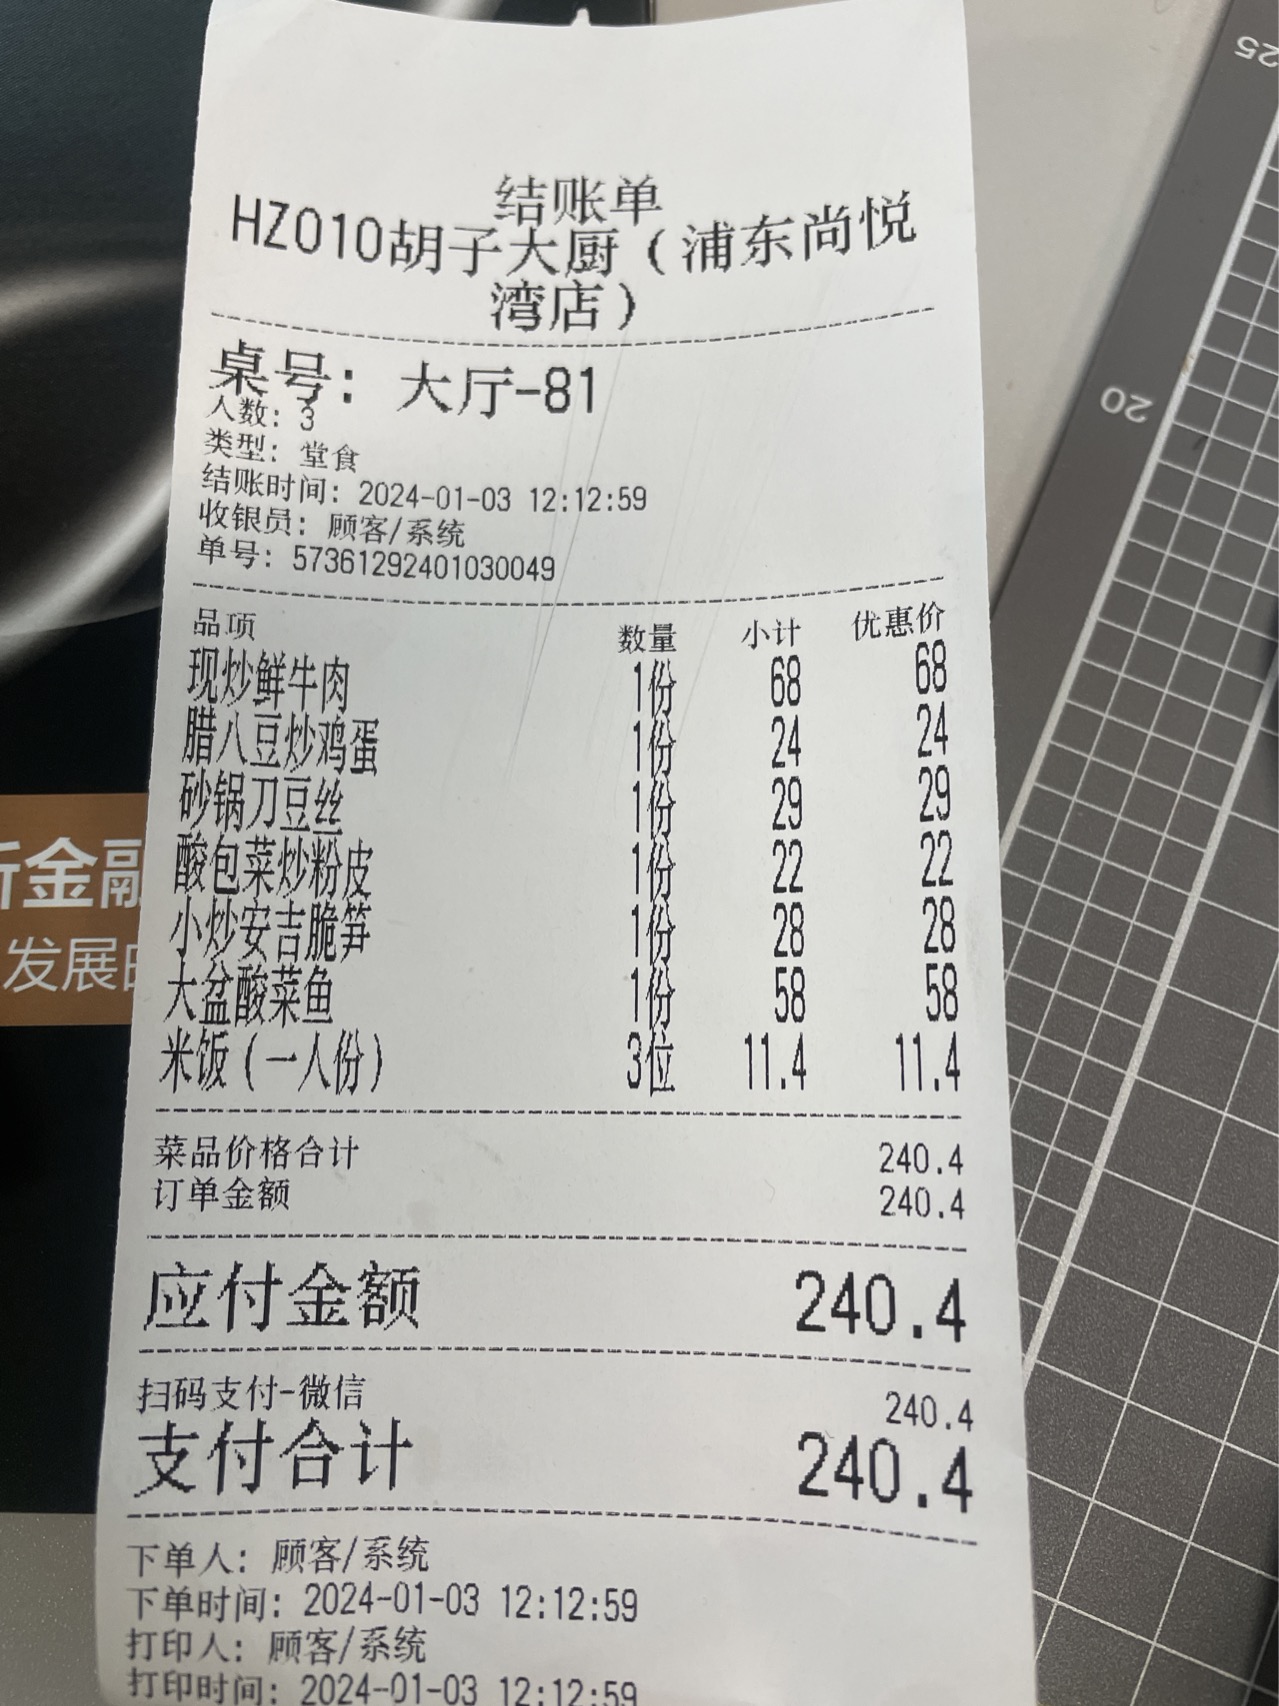 结账单
HZ010胡子大厨（浦东尚悦
湾店）
桌号：大厅-81
人数：3
类型：堂食
结账时间：2024-01-03 12:12:59
收银员：顾客/系统
单号：57361292401030049
品项 数量 小计 优惠价
现炒鲜牛肉 1份 68 68
腊八豆炒鸡蛋 1份 24 24
砂锅刀豆丝 1份 29 29
酸包菜炒粉皮 1份 22 22
小炒安吉脆笋 1份 28 28
大盆酸菜鱼 1份 58 58
米饭（一人份） 3位 11.4 11.4
菜品价格合计 240.4
订单金额 240.4
应付金额 240.4
扫码支付-微信 240.4
支付合计 240.4
下单人：顾客/系统
下单时间：2024-01-03 12:12:59
打印人：顾客/系统
打印时间：2024-01-03 12:12:59
金融
发展
25
20